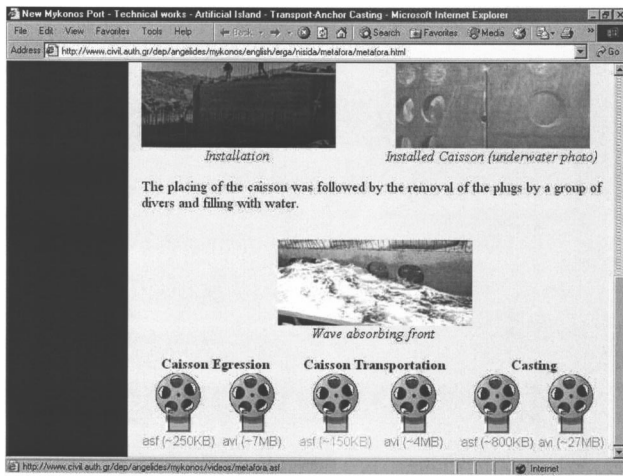 New Mykonos Port - Technical works - Artificial Island - Transport-Anchor Casting - Microsoft Internet Explorer
File Edit View Favorites Tools Help Back Search Favorites Media
Address http://www.civil.auth.gr/dep/angelides/mykonos/english/erga/nisida/metafora/metafora.html Go
Installation Installed Caisson (underwater photo)
The placing of the caisson was followed by the removal of the plugs by a group of
divers and filling with water.
Wave absorbing front
Caisson Egression Caisson Transportation Casting
asf (~250KB) avi (~7MB) asf (~150KB) avi (~4MB) asf (~800KB) avi (~27MB)
http://www.civil.auth.gr/dep/angelides/mykonos/videos/metafora.asf Internet